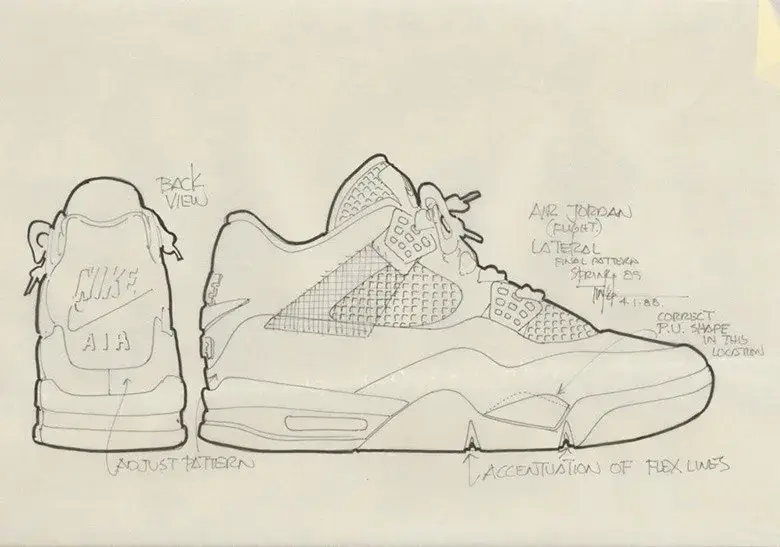 BACK
VIEW
NIKE
AIR
ADJUST PATTERN
AIR JORDAN
(FLIGHT)
LATERAL
FINAL PATTERN
SPRING 89
4.1.88.
CORRECT
P.U. SHAPE
IN THIS
LOCATION
ACCENTUATION OF FLEX LINES